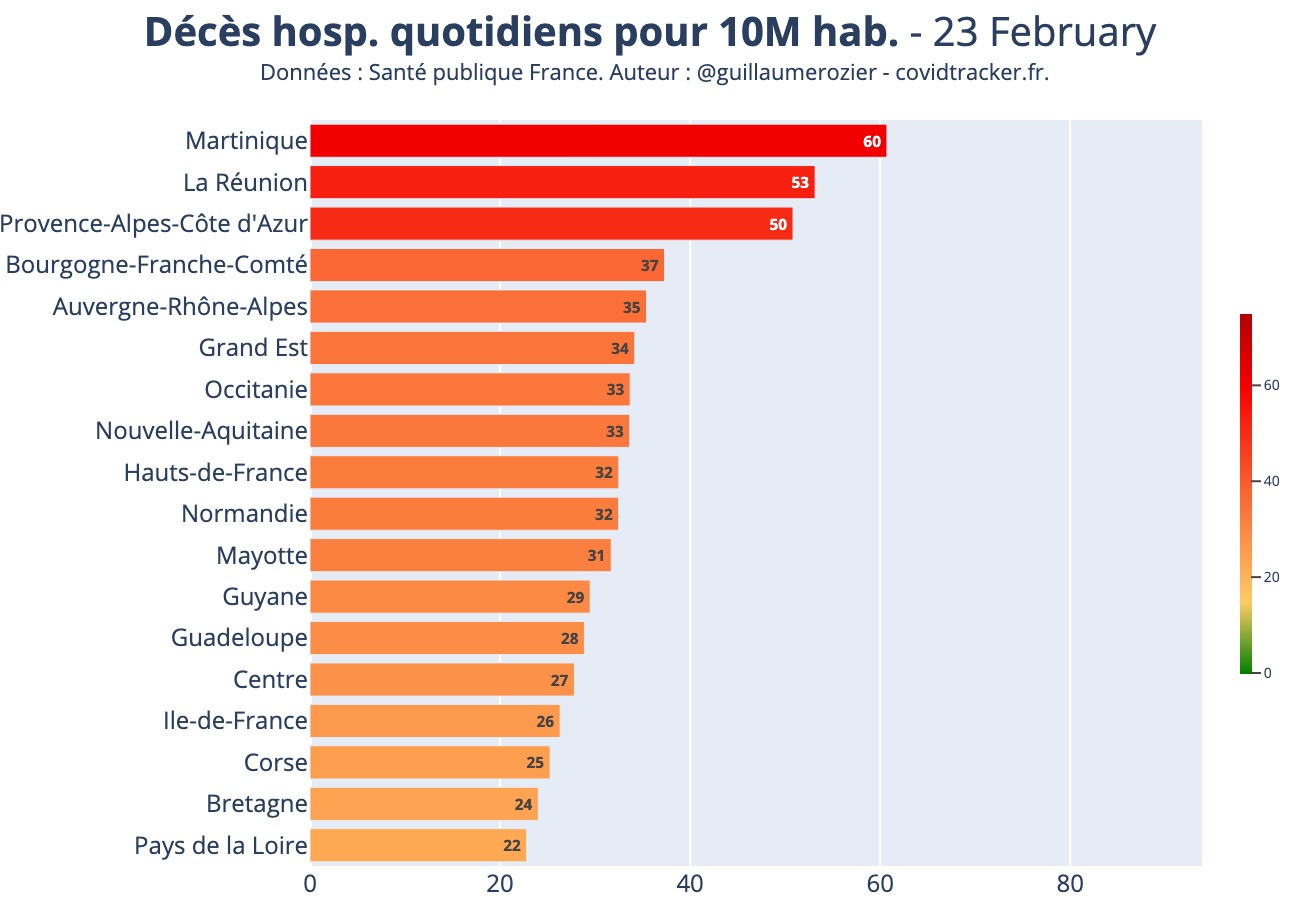 Décès hosp. quotidiens pour 10M hab. - 23 February
Données : Santé publique France. Auteur : @guillaumerozier - covidtracker.fr.
Martinique 60
La Réunion 53
Provence-Alpes-Côte d'Azur 50
Bourgogne-Franche-Comté 37
Auvergne-Rhône-Alpes 35
Grand Est 34
Occitanie 33
Nouvelle-Aquitaine 33
Hauts-de-France 32
Normandie 32
Mayotte 31
Guyane 29
Guadeloupe 28
Centre 27
Ile-de-France 26
Corse 25
Bretagne 24
Pays de la Loire 22
0 20 40 60 80
60
40
20
0